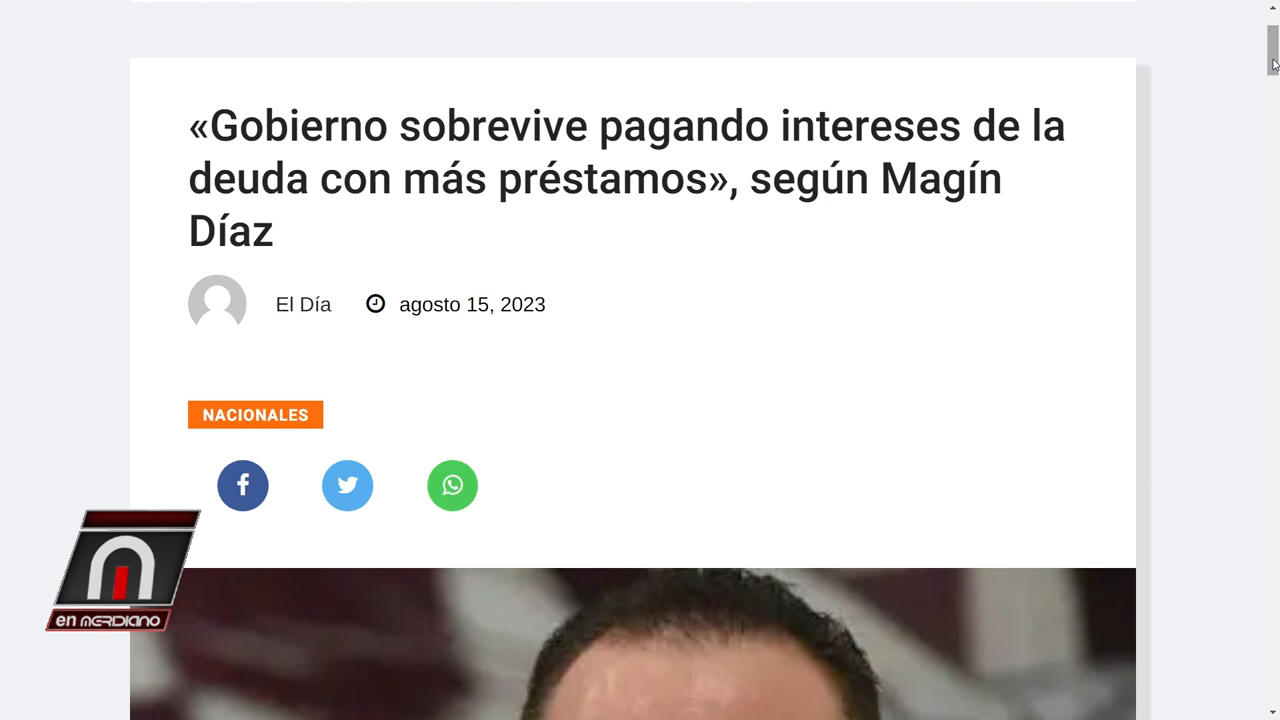 «Gobierno sobrevive pagando intereses de la
deuda con más préstamos», según Magín
Díaz
El Día agosto 15, 2023
NACIONALES
en MERDIANO